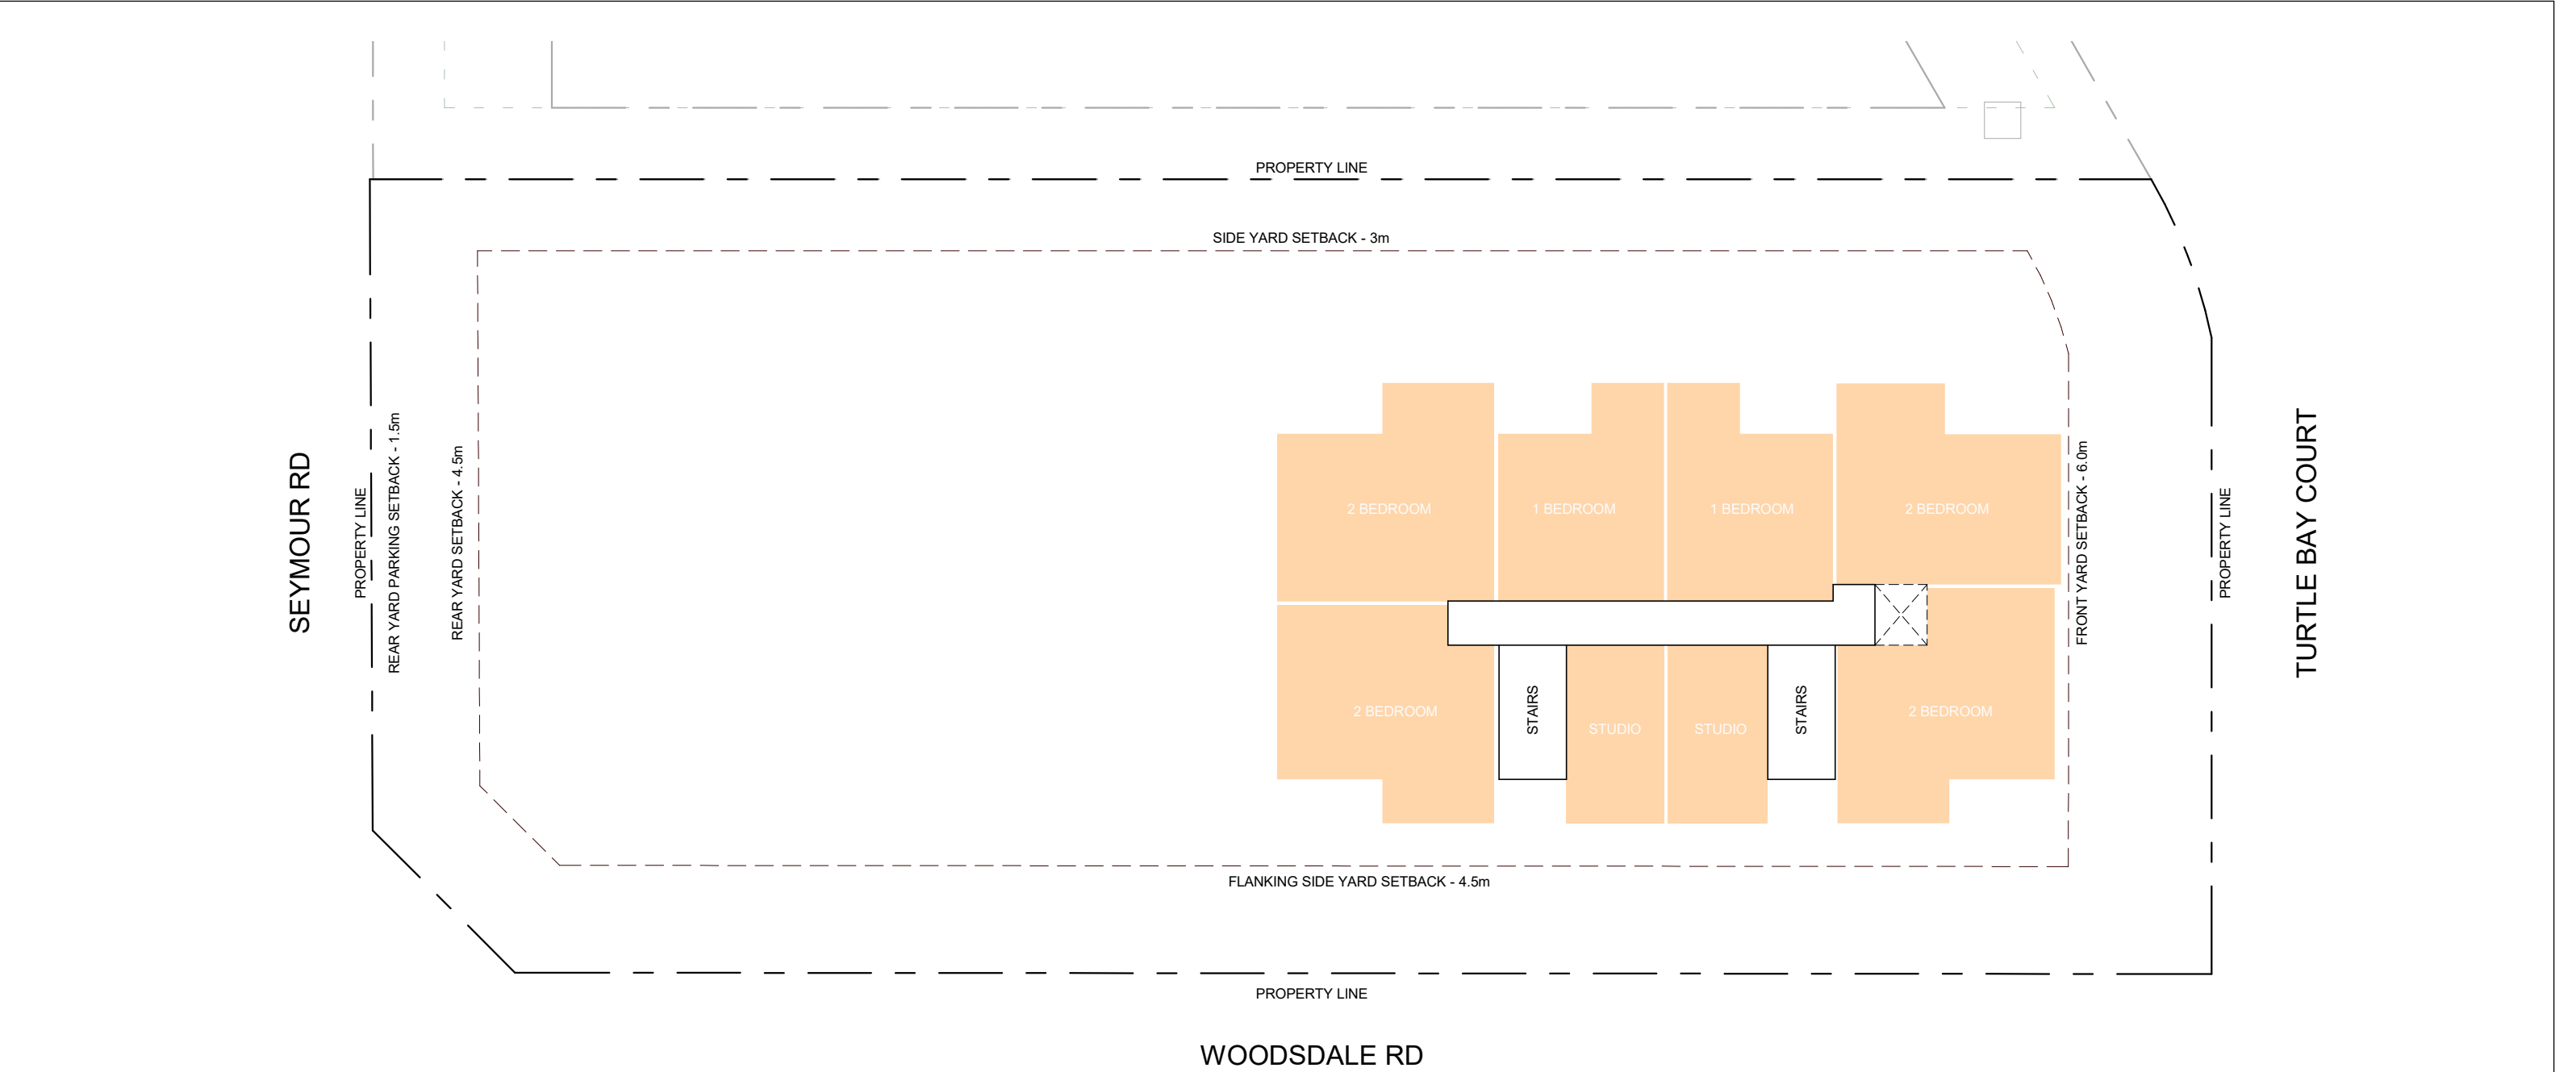 PROPERTY LINE
SIDE YARD SETBACK - 3m
SEYMOUR RD
PROPERTY LINE
REAR YARD PARKING SETBACK - 1.5m
REAR YARD SETBACK - 4.5m
2 BEDROOM
1 BEDROOM
1 BEDROOM
2 BEDROOM
FRONT YARD SETBACK - 6.0m
PROPERTY LINE
TURTLE BAY COURT
2 BEDROOM
STAIRS
STUDIO
STUDIO
STAIRS
2 BEDROOM
FLANKING SIDE YARD SETBACK - 4.5m
PROPERTY LINE
WOODSDALE RD